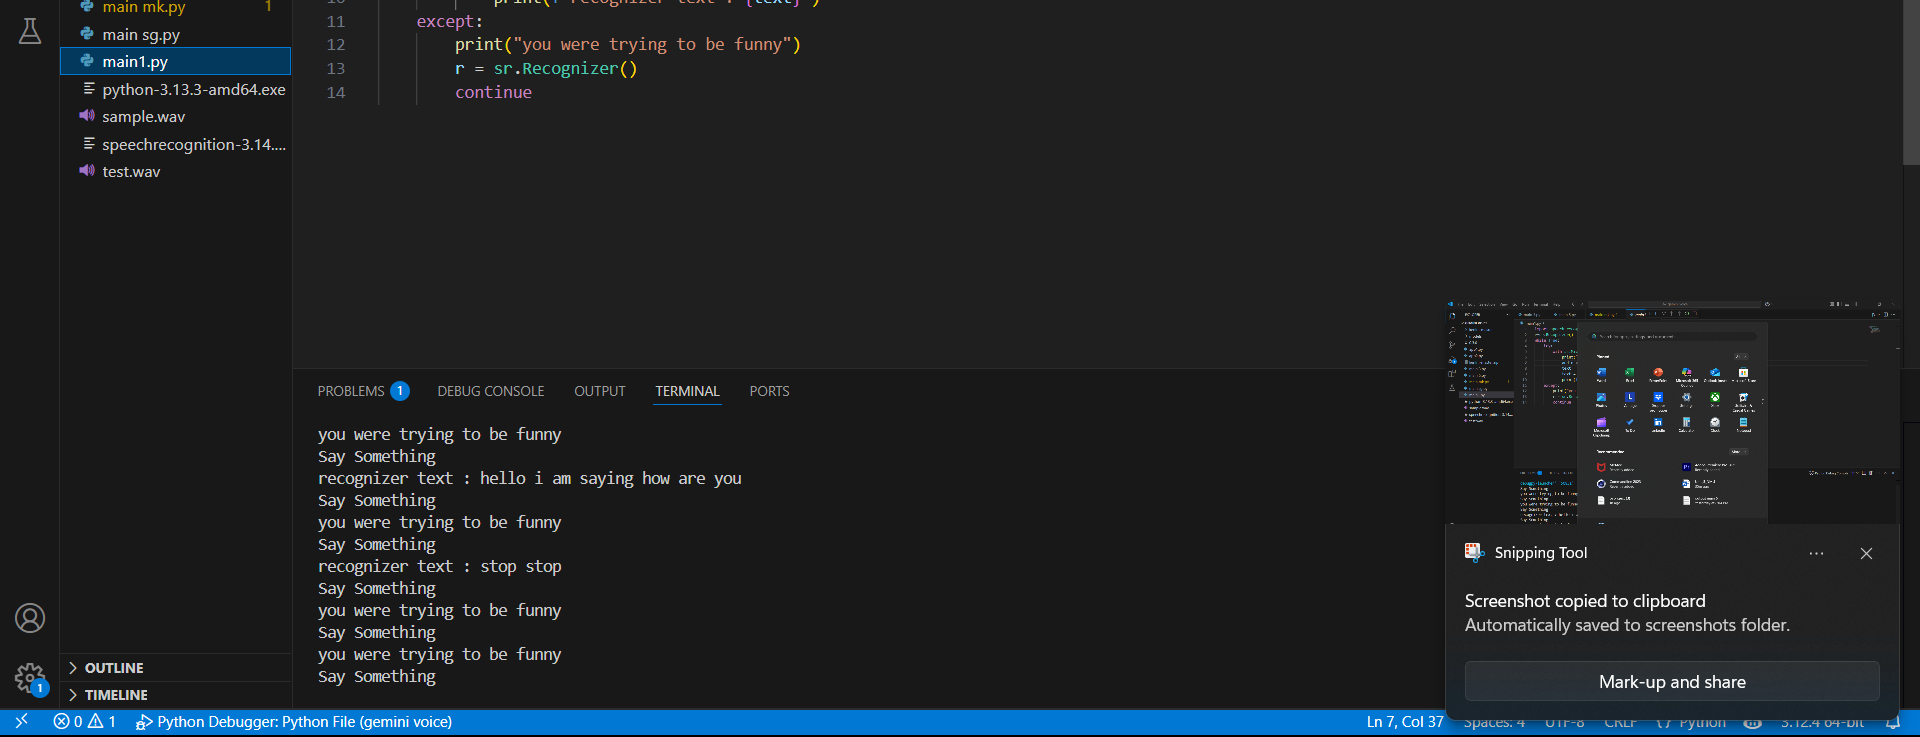 main mk.py 1
main sg.py
main1.py
python-3.13.3-amd64.exe
sample.wav
speechrecognition-3.14....
test.wav
OUTLINE
TIMELINE
11 except:
12 print("you were trying to be funny")
13 r = sr.Recognizer()
14 continue
PROBLEMS 1 DEBUG CONSOLE OUTPUT TERMINAL PORTS
you were trying to be funny
Say Something
recognizer text : hello i am saying how are you
Say Something
you were trying to be funny
Say Something
recognizer text : stop stop
Say Something
you were trying to be funny
Say Something
you were trying to be funny
Say Something
Snipping Tool
Screenshot copied to clipboard
Automatically saved to screenshots folder.
Mark-up and share
1
0 1 Python Debugger: Python File (gemini voice) Ln 7, Col 37 Spaces: 4 UTF-8 CRLF Python 3.12.4 64-bit